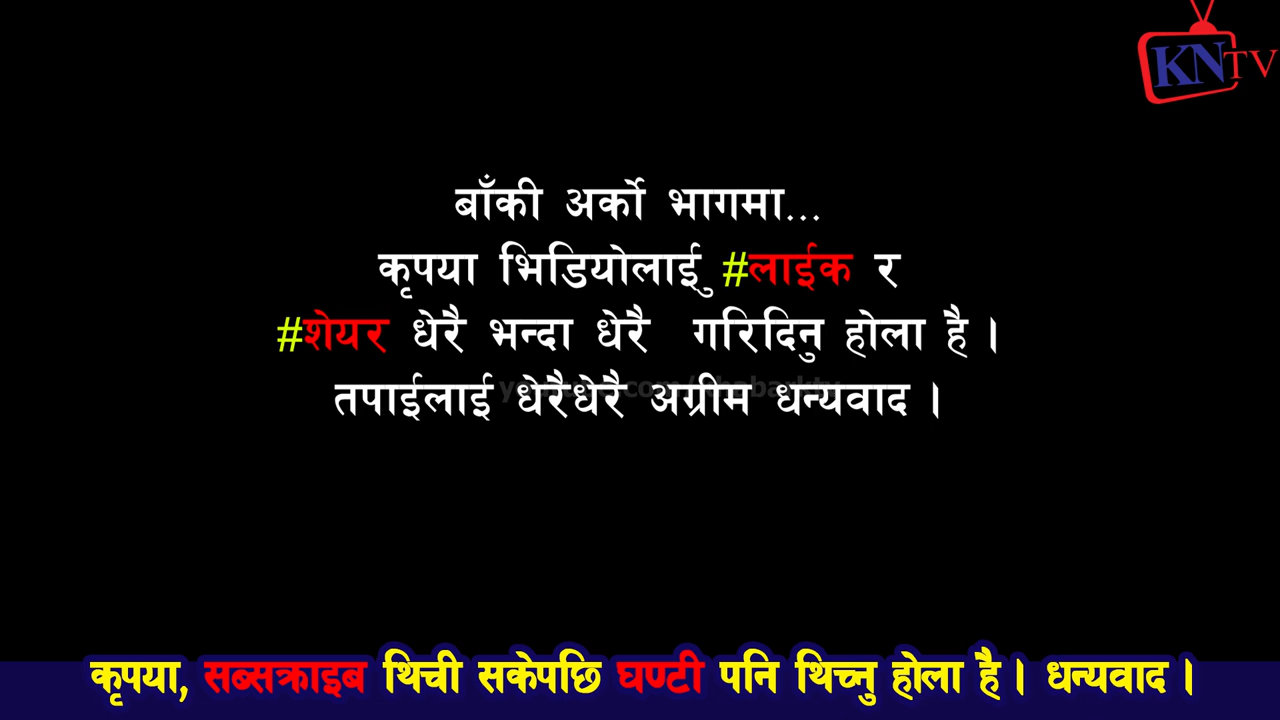 KNTV
बाँकी अर्को भागमा...
कृपया भिडियोलाईु #लाईक र
#शेयर धेरै भन्दा धेरै गरिदिनु होला है ।
तपाईलाई धेरैधेरै अग्रीम धन्यवाद ।
कृपया, सब्सक्राइब थिची सकेपछि घण्टी पनि थिच्नु होला है । धन्यवाद ।